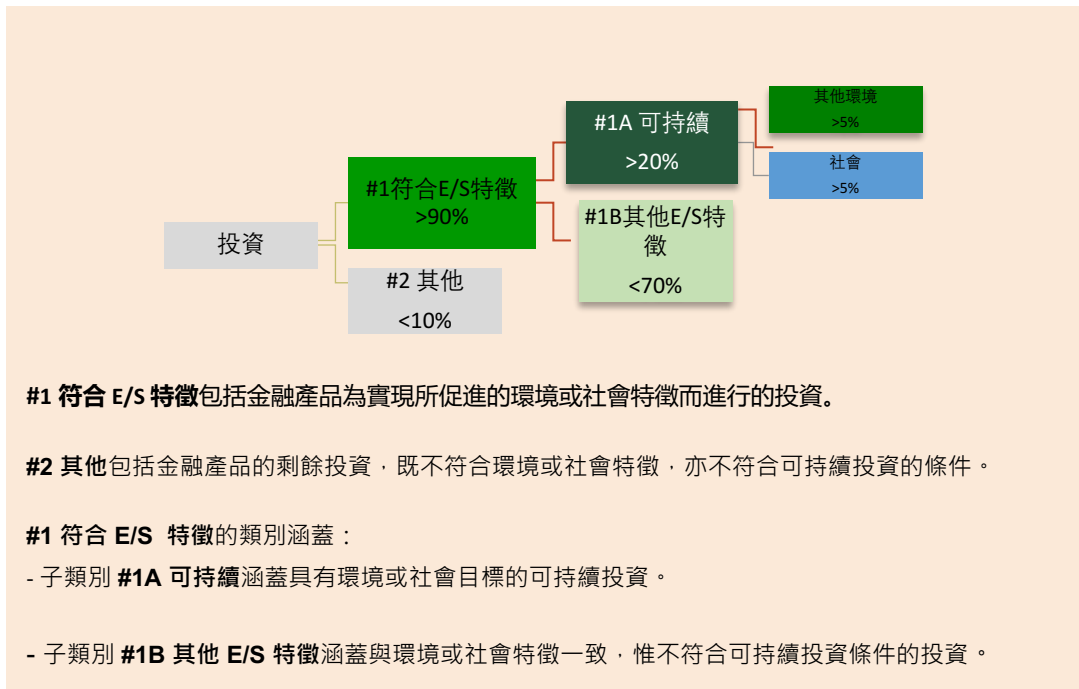 其他環境
>5%
#1A 可持續
>20%
社會
>5%
#1符合E/S特徵
>90%
#1B其他E/S特
徵
<70%
投資
#2 其他
<10%
#1 符合 E/S 特徵包括金融產品為實現所促進的環境或社會特徵而進行的投資。
#2 其他包括金融產品的剩餘投資，既不符合環境或社會特徵，亦不符合可持續投資的條件。
#1 符合 E/S 特徵的類別涵蓋：
- 子類別 #1A 可持續涵蓋具有環境或社會目標的可持續投資。
- 子類別 #1B 其他 E/S 特徵涵蓋與環境或社會特徵一致，惟不符合可持續投資條件的投資。